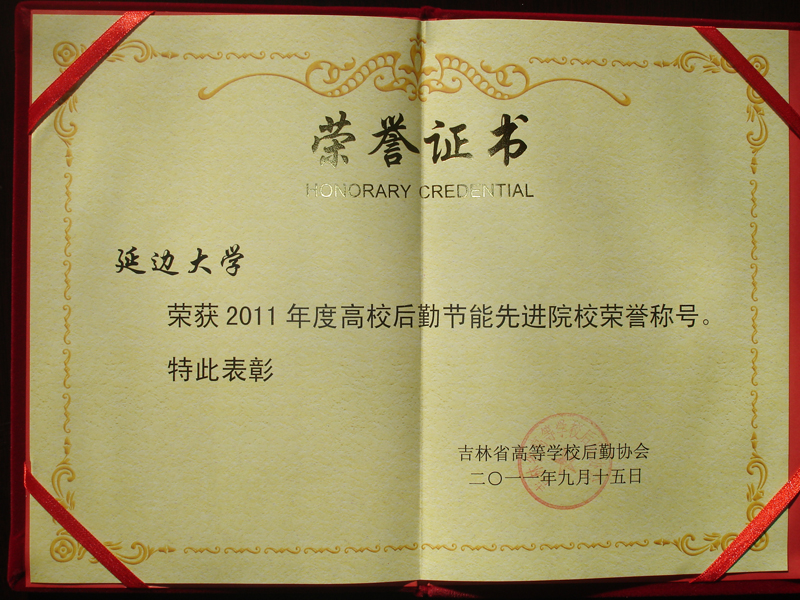 荣誉证书
HONORARY CREDENTIAL
延边大学
荣获 2011 年度高校后勤节能先进院校荣誉称号。
特此表彰
吉林省高等学校后勤协会
二〇一一年九月十五日